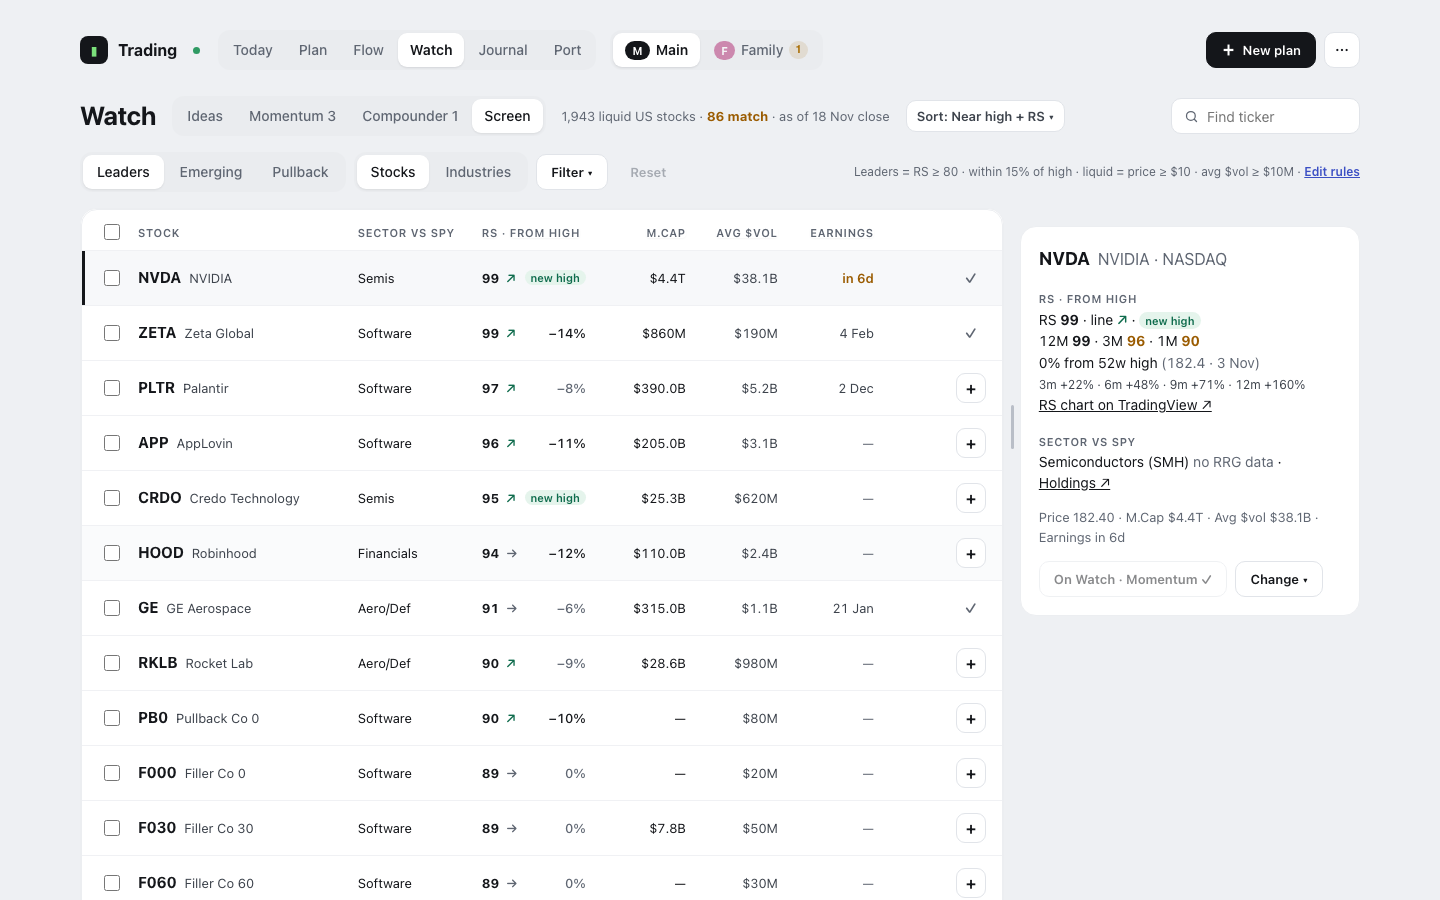 Trading Today Plan Flow Watch Journal Port M Main F Family 1 + New plan ...
Watch Ideas Momentum 3 Compounder 1 Screen 1,943 liquid US stocks · 86 match · as of 18 Nov close Sort: Near high + RS ▾ Find ticker
Leaders Emerging Pullback Stocks Industries Filter ▾ Reset Leaders = RS ≥ 80 · within 15% of high · liquid = price ≥ $10 · avg $vol ≥ $10M · Edit rules
STOCK SECTOR VS SPY RS · FROM HIGH M.CAP AVG $VOL EARNINGS
NVDA NVIDIA Semis 99 ↗ new high $4.4T $38.1B in 6d ✓
ZETA Zeta Global Software 99 ↗ −14% $860M $190M 4 Feb ✓
PLTR Palantir Software 97 ↗ −8% $390.0B $5.2B 2 Dec +
APP AppLovin Software 96 ↗ −11% $205.0B $3.1B — +
CRDO Credo Technology Semis 95 ↗ new high $25.3B $620M — +
HOOD Robinhood Financials 94 → −12% $110.0B $2.4B — +
GE GE Aerospace Aero/Def 91 → −6% $315.0B $1.1B 21 Jan ✓
RKLB Rocket Lab Aero/Def 90 ↗ −9% $28.6B $980M — +
PB0 Pullback Co 0 Software 90 ↗ −10% — $80M — +
F000 Filler Co 0 Software 89 → 0% — $20M — +
F030 Filler Co 30 Software 89 → 0% $7.8B $50M — +
F060 Filler Co 60 Software 89 → 0% — $30M — +
NVDA NVIDIA · NASDAQ
RS · FROM HIGH
RS 99 · line ↗ · new high
12M 99 · 3M 96 · 1M 90
0% from 52w high (182.4 · 3 Nov)
3m +22% · 6m +48% · 9m +71% · 12m +160%
RS chart on TradingView ↗
SECTOR VS SPY
Semiconductors (SMH) no RRG data ·
Holdings ↗
Price 182.40 · M.Cap $4.4T · Avg $vol $38.1B ·
Earnings in 6d
On Watch · Momentum ✓ Change ▾